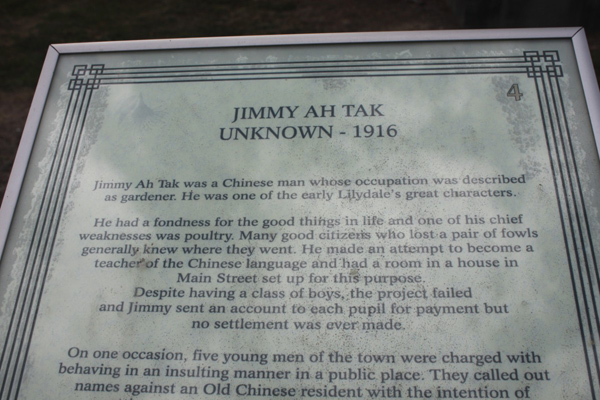 4
JIMMY AH TAK
UNKNOWN - 1916
Jimmy Ah Tak was a Chinese man whose occupation was described
as gardener. He was one of the early Lilydale's great characters.
He had a fondness for the good things in life and one of his chief
weaknesses was poultry. Many good citizens who lost a pair of fowls
generally knew where they went. He made an attempt to become a
teacher of the Chinese language and had a room in a house in
Main Street set up for this purpose.
Despite having a class of boys, the project failed
and Jimmy sent an account to each pupil for payment but
no settlement was ever made.
On one occasion, five young men of the town were charged with
behaving in an insulting manner in a public place. They called out
names against an Old Chinese resident with the intention of